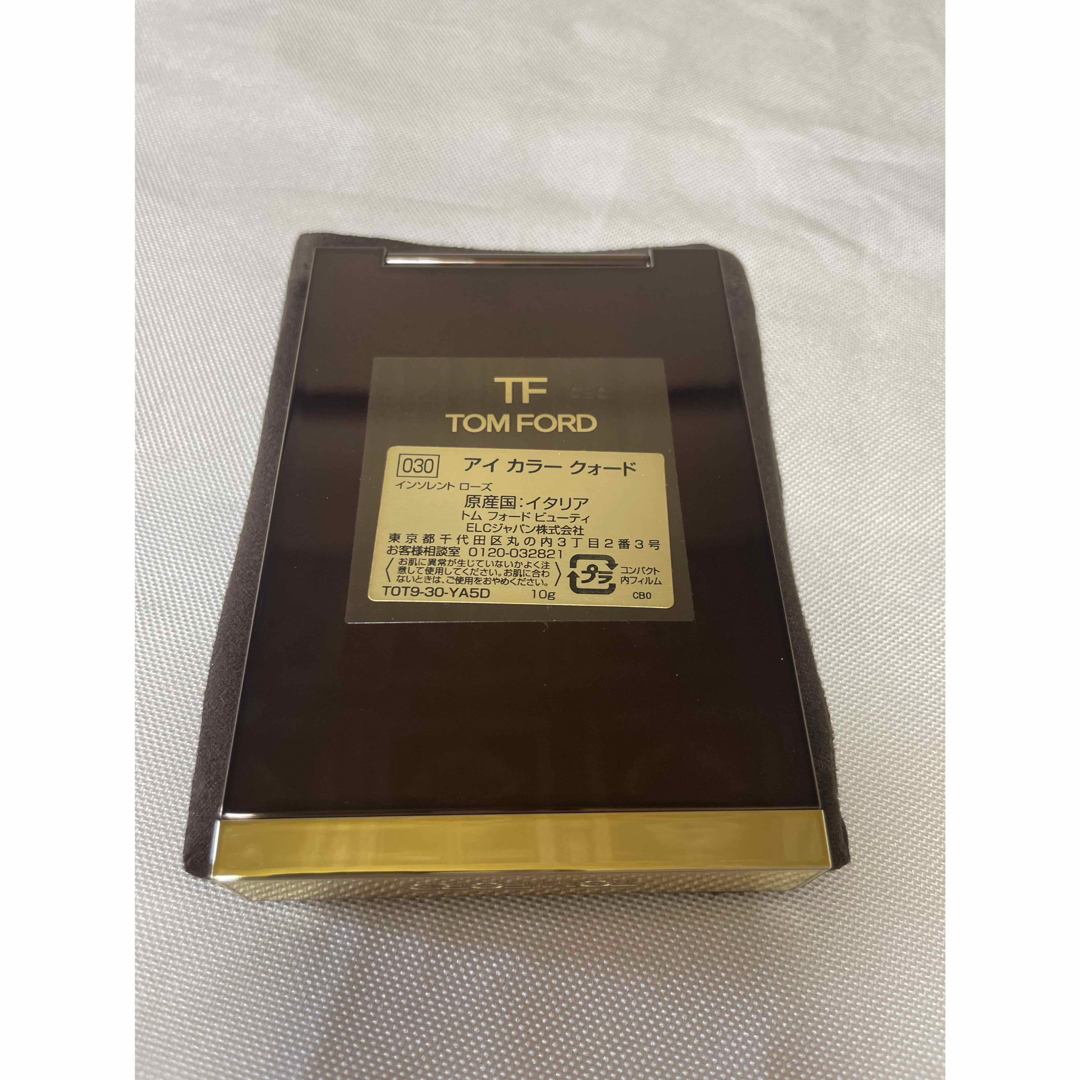 TF
TOM FORD
030 アイ カラー クォード
インソレント ローズ
原産国：イタリア
トム フォード ビューティ
ELCジャパン株式会社
東京都千代田区丸の内3丁目2番3号
お客様相談室 0120-032821
お肌に異常が生じていないかよく注
意して使用してください。お肌に合わ
ないときは、ご使用をおやめください。
プラ
コンパクト
内フィルム
TOT9-30-YA5D 10g CB0